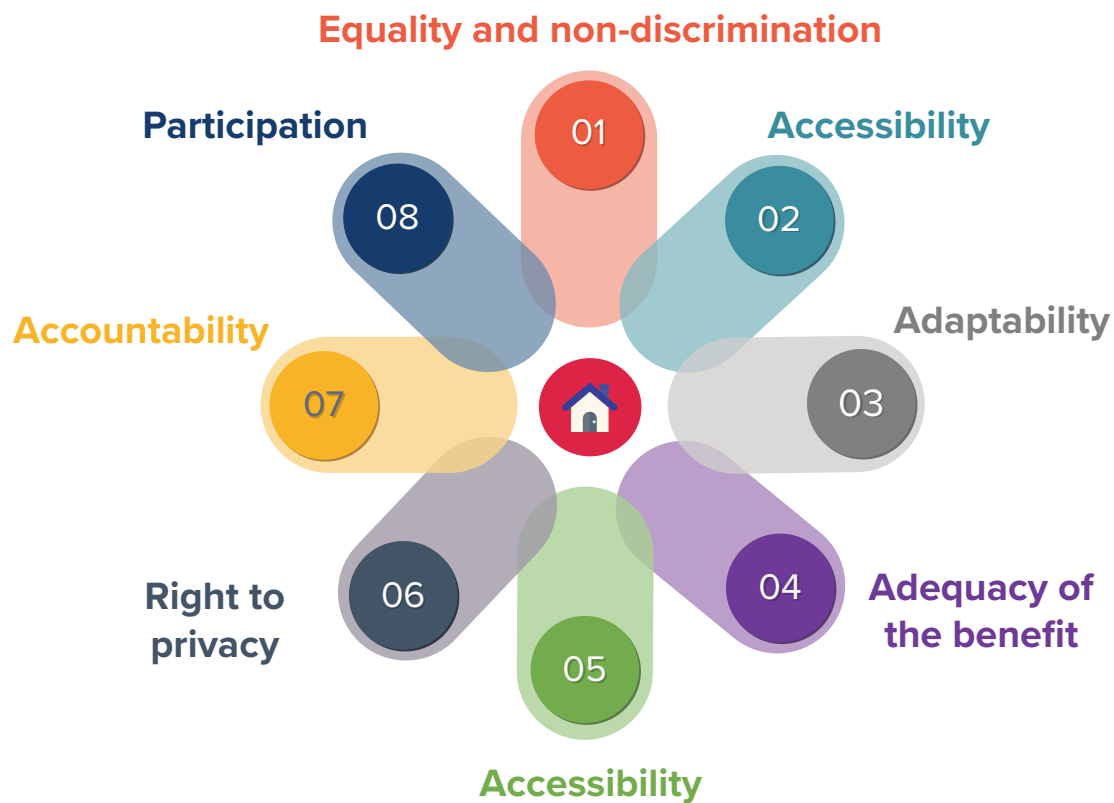 Equality and non-discrimination
01
Accessibility
02
Adaptability
03
Adequacy of
the benefit
04
Accessibility
05
Right to
privacy
06
Accountability
07
Participation
08